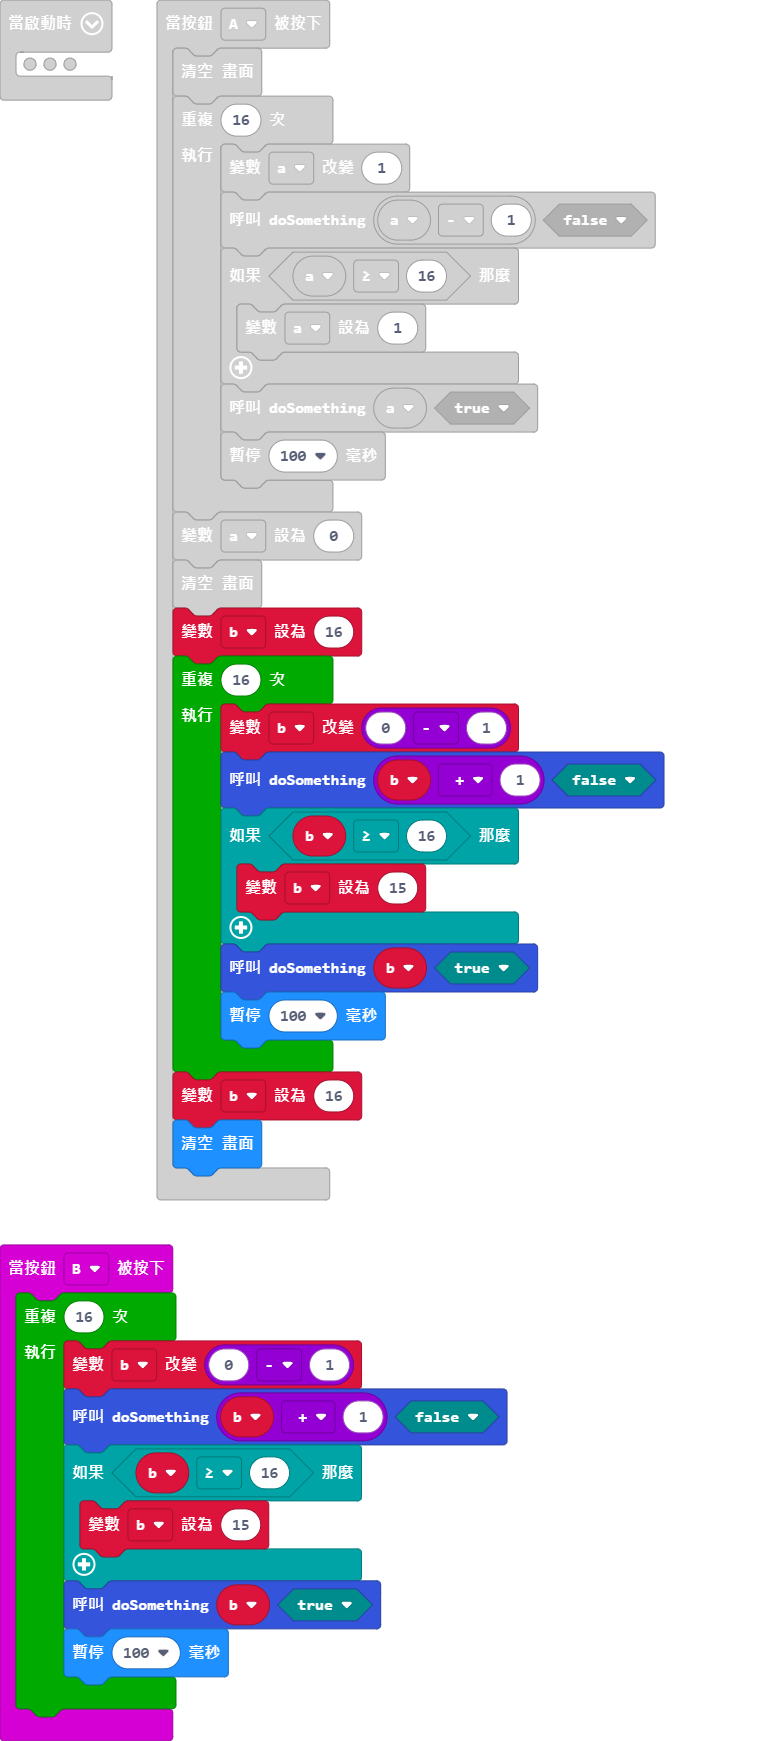 當啟動時
當按鈕 A 被按下
清空 畫面
重複 16 次
執行 變數 a 改變 1
呼叫 doSomething a - 1 false
如果 a ≥ 16 那麼
變數 a 設為 1
呼叫 doSomething a true
暫停 100 毫秒
變數 a 設為 0
清空 畫面
變數 b 設為 16
重複 16 次
執行 變數 b 改變 0 - 1
呼叫 doSomething b + 1 false
如果 b ≥ 16 那麼
變數 b 設為 15
呼叫 doSomething b true
暫停 100 毫秒
變數 b 設為 16
清空 畫面
當按鈕 B 被按下
重複 16 次
執行 變數 b 改變 0 - 1
呼叫 doSomething b + 1 false
如果 b ≥ 16 那麼
變數 b 設為 15
呼叫 doSomething b true
暫停 100 毫秒